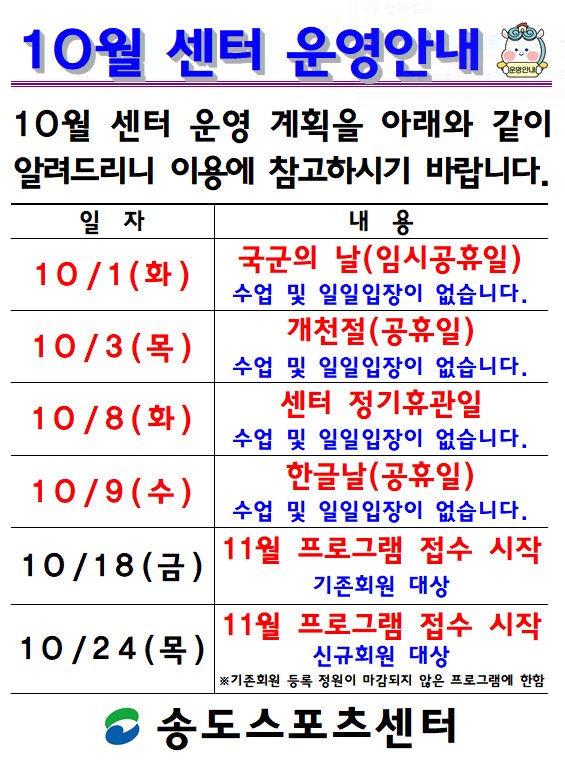 10월 센터 운영안내
운영안내
10월 센터 운영 계획을 아래와 같이
알려드리니 이용에 참고하시기 바랍니다.
일 자
내 용
10/1(화)
국군의 날(임시공휴일)
수업 및 일일입장이 없습니다.
10/3(목)
개천절(공휴일)
수업 및 일일입장이 없습니다.
10/8(화)
센터 정기휴관일
수업 및 일일입장이 없습니다.
10/9(수)
한글날(공휴일)
수업 및 일일입장이 없습니다.
10/18(금)
11월 프로그램 접수 시작
기존회원 대상
10/24(목)
11월 프로그램 접수 시작
신규회원 대상
※기존회원 등록 정원이 마감되지 않은 프로그램에 한함
송도스포츠센터